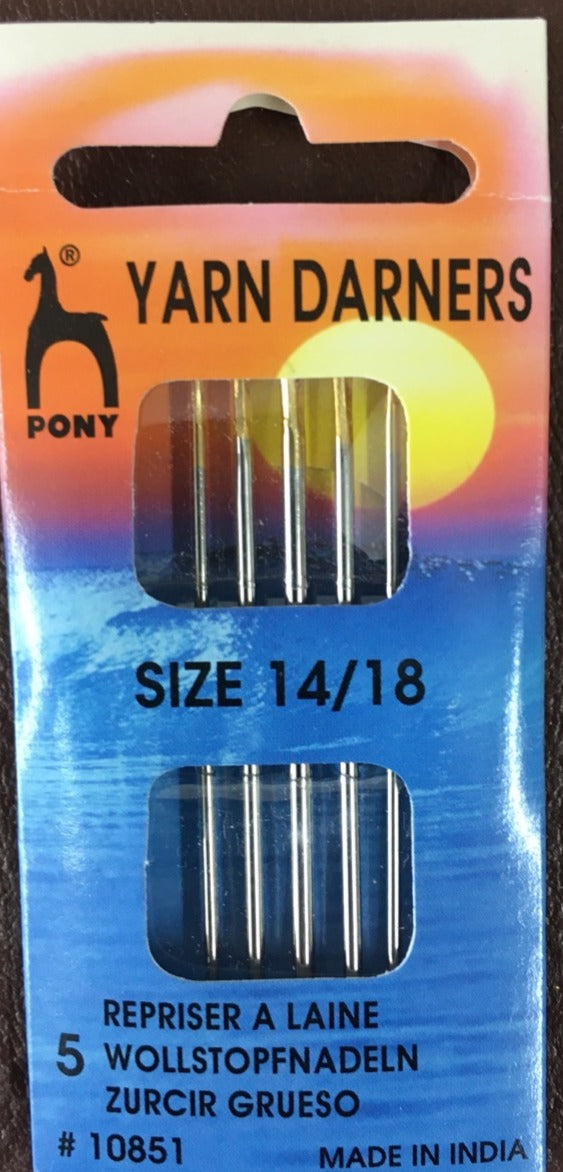 ®
YARN DARNERS
PONY
SIZE 14/18
5
REPRISER A LAINE
WOLLSTOPFNADELN
ZURCIR GRUESO
# 10851
MADE IN INDIA